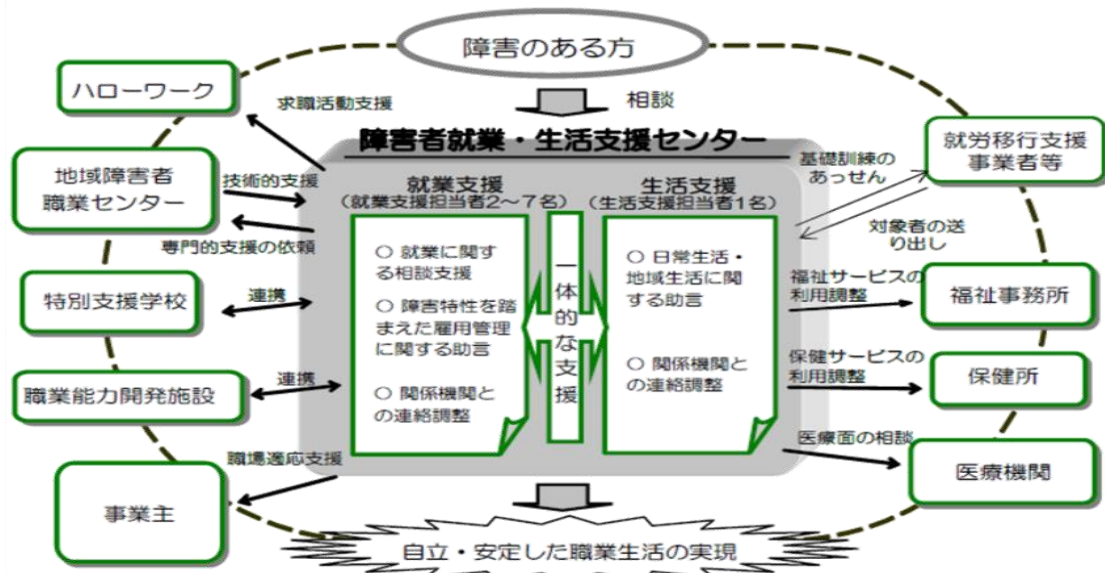 障害のある方
相談
ハローワーク
求職活動支援
地域障害者
職業センター
技術的支援
専門的支援の依頼
特別支援学校
連携
職業能力開発施設
連携
職場適応支援
事業主
障害者就業・生活支援センター
就業支援
（就業支援担当者2～7名）
○ 就業に関す
る相談支援
○ 障害特性を踏
まえた雇用管理
に関する助言
○ 関係機関と
の連絡調整
一体的な支援
生活支援
（生活支援担当者1名）
○ 日常生活・
地域生活に関
する助言
○ 関係機関と
の連絡調整
基礎訓練の
あっせん
就労移行支援
事業者等
対象者の送
り出し
福祉サービスの
利用調整
福祉事務所
保健サービスの
利用調整
保健所
医療面の相談
医療機関
自立・安定した職業生活の実現